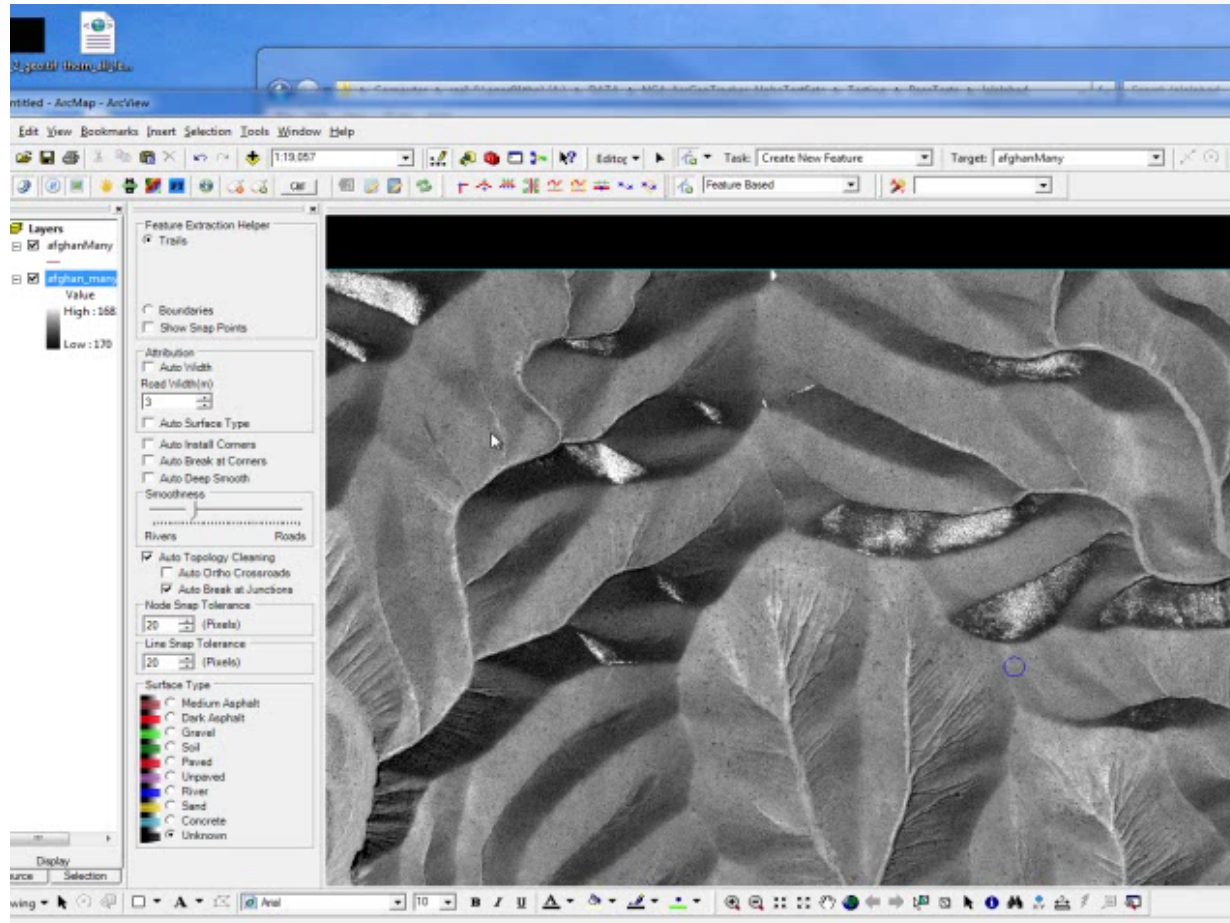 ntitled - ArcMap - ArcView
Edit View Bookmarks Insert Selection Tools Window Help
1:19,057
Editor
Task: Create New Feature
Target: afghanMany
Feature Based
Layers
afghanMany
afghan_many
Value
High : 168
Low : 170
Feature Extraction Helper
Trails
Boundaries
Show Snap Points
Attribution
Auto Width
Road Width(m)
3
Auto Surface Type
Auto Install Corners
Auto Break at Corners
Auto Deep Smooth
Smoothness
Rivers Roads
Auto Topology Cleaning
Auto Ortho Crossroads
Auto Break at Junctions
Node Snap Tolerance
20 (Pixels)
Line Snap Tolerance
20 (Pixels)
Surface Type
Medium Asphalt
Dark Asphalt
Gravel
Soil
Paved
Unpaved
River
Sand
Concrete
Unknown
Display
ource Selection
wing
A
Arial
10
B I U A